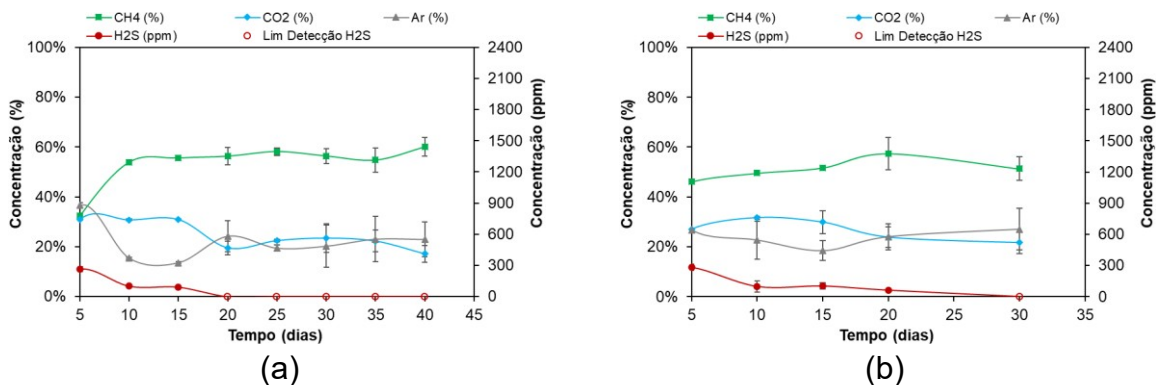 CH4 (%) CO2 (%) Ar (%)
H2S (ppm) Lim Detecção H2S
100% 2400
80% 2100
1800
60% 1500
40% 1200
900
20% 600
300
0% 0
Concentração (%)
Concentração (ppm)
5 10 15 20 25 30 35 40 45
Tempo (dias)
(a)
CH4 (%) CO2 (%) Ar (%)
H2S (ppm) Lim Detecção H2S
100% 2400
80% 2100
1800
60% 1500
40% 1200
900
20% 600
300
0% 0
Concentração (%)
Concentração (ppm)
5 10 15 20 25 30 35
Tempo (dias)
(b)